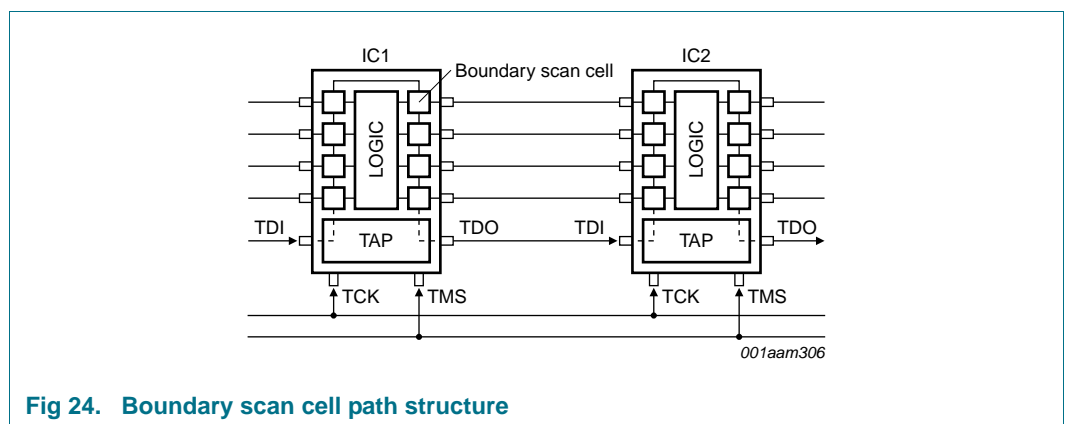 IC1
IC2
Boundary scan cell
LOGIC
LOGIC
TDI
TAP
TDO
TDI
TAP
TDO
TCK
TMS
TCK
TMS
001aam306
Fig 24. Boundary scan cell path structure